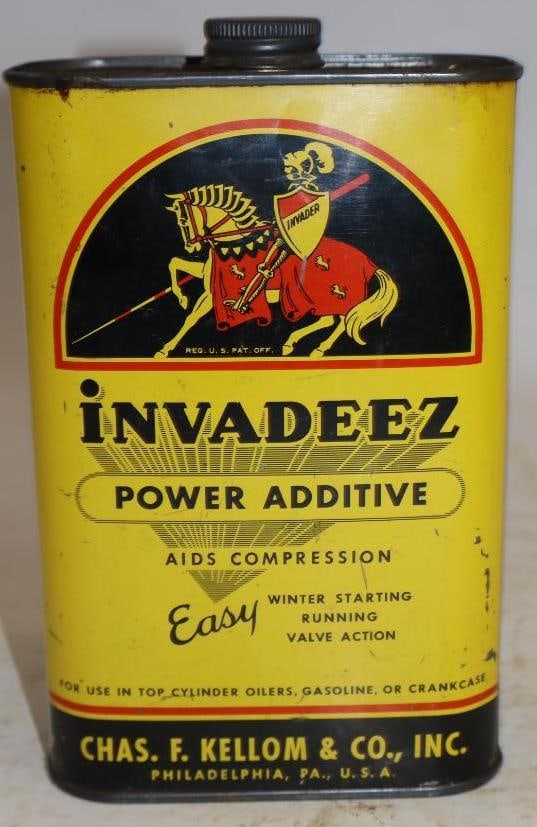 INVADER
REG. U.S. PAT. OFF.
iNVADEEZ
POWER ADDITIVE
AIDS COMPRESSION
Easy WINTER STARTING
RUNNING
VALVE ACTION
FOR USE IN TOP CYLINDER OILERS, GASOLINE, OR CRANKCASE
CHAS. F. KELLOM & CO., INC.
PHILADELPHIA, PA., U.S.A.